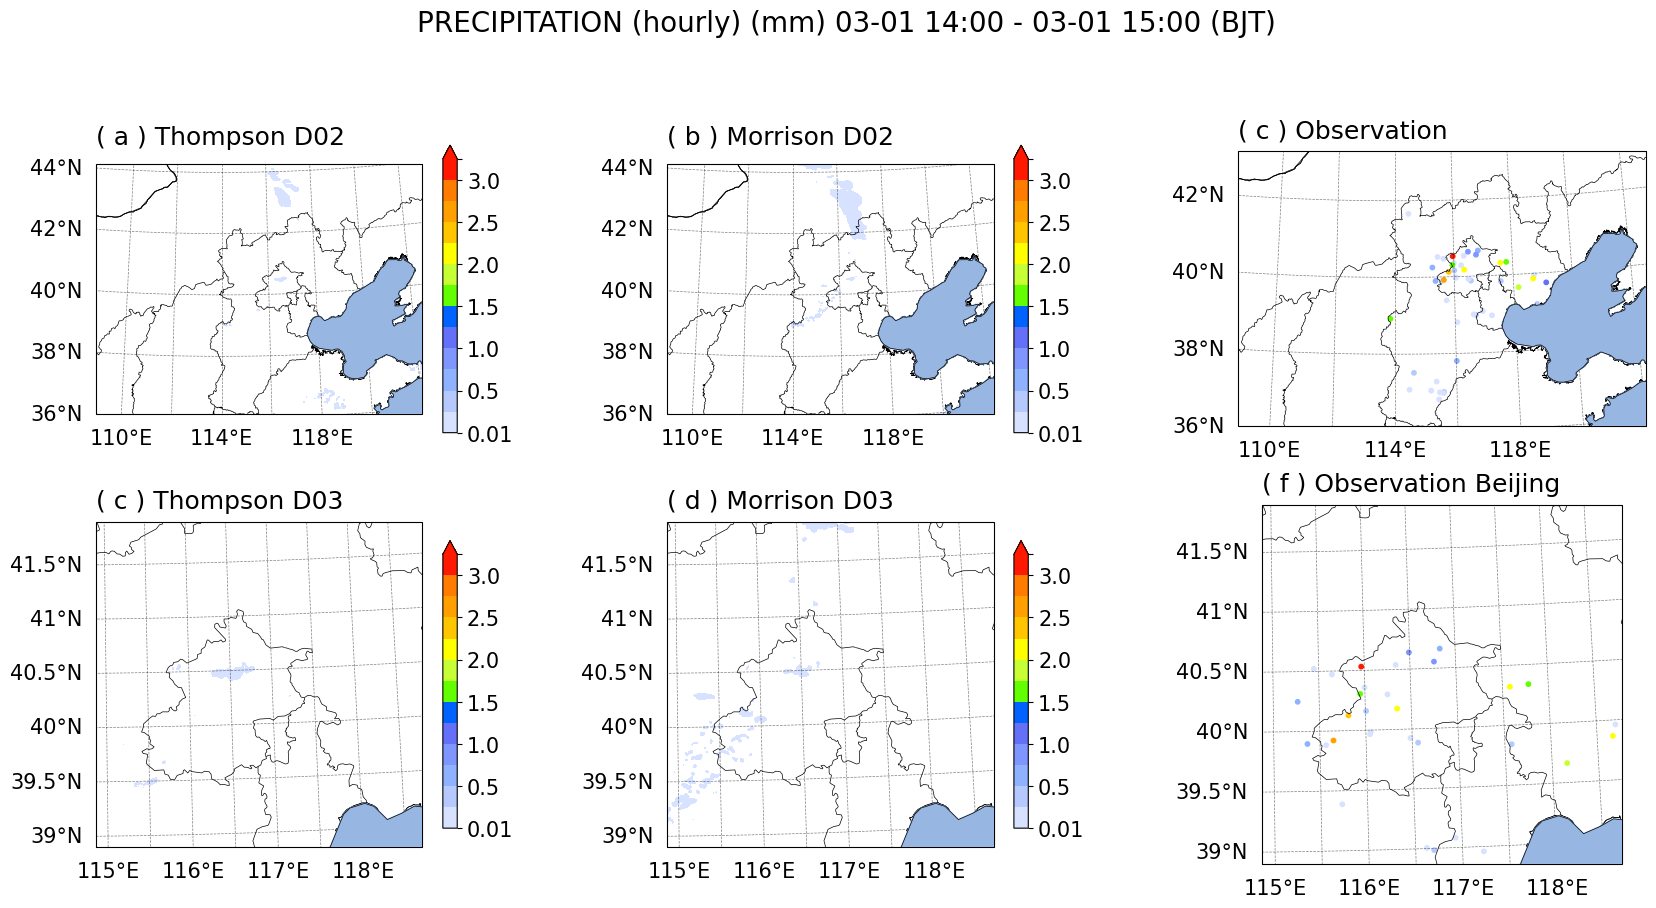 PRECIPITATION (hourly) (mm) 03-01 14:00 - 03-01 15:00 (BJT)
( a ) Thompson D02
44°N
42°N
40°N
38°N
36°N
110°E 114°E 118°E
3.0
2.5
2.0
1.5
1.0
0.5
0.01
( b ) Morrison D02
44°N
42°N
40°N
38°N
36°N
110°E 114°E 118°E
3.0
2.5
2.0
1.5
1.0
0.5
0.01
( c ) Observation
42°N
40°N
38°N
36°N
110°E 114°E 118°E
( c ) Thompson D03
41.5°N
41°N
40.5°N
40°N
39.5°N
39°N
115°E 116°E 117°E 118°E
3.0
2.5
2.0
1.5
1.0
0.5
0.01
( d ) Morrison D03
41.5°N
41°N
40.5°N
40°N
39.5°N
39°N
115°E 116°E 117°E 118°E
3.0
2.5
2.0
1.5
1.0
0.5
0.01
( f ) Observation Beijing
41.5°N
41°N
40.5°N
40°N
39.5°N
39°N
115°E 116°E 117°E 118°E